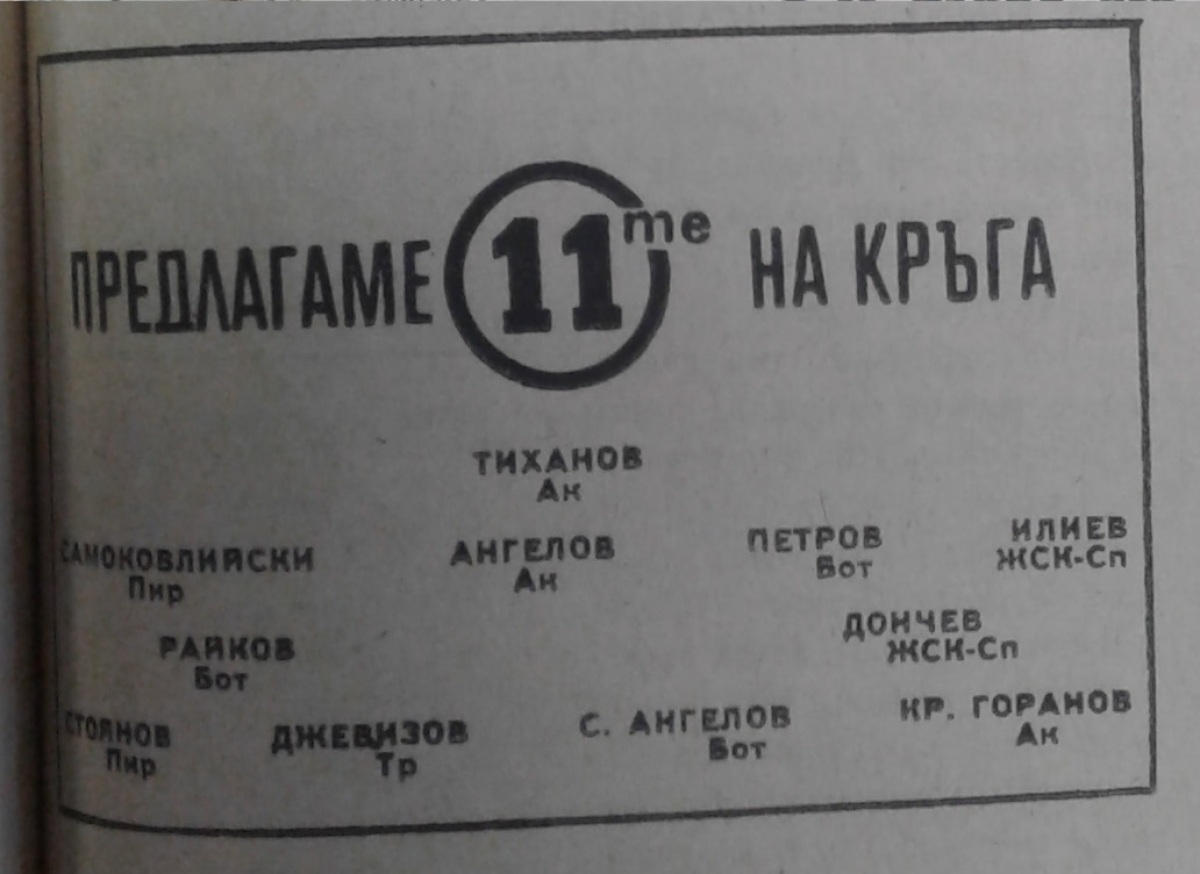 ПРЕДЛАГАМЕ 11те НА КРЪГА
ТИХАНОВ
Ак
САМОКОВЛИЙСКИ АНГЕЛОВ ПЕТРОВ ИЛИЕВ
Пир Ак Бот ЖСК-Сп
РАЙКОВ ДОНЧЕВ
Бот ЖСК-Сп
СТОЯНОВ ДЖЕВИЗОВ С. АНГЕЛОВ КР. ГОРАНОВ
Пир Тр Бот Ак